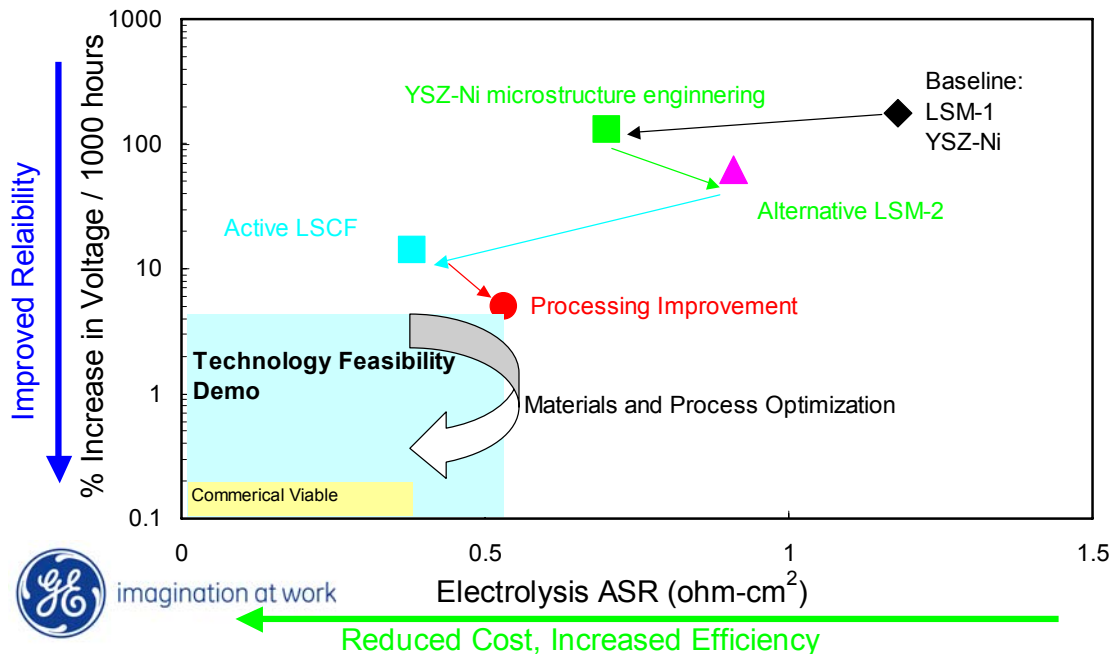 1000
100
10
1
0.1
% Increase in Voltage / 1000 hours
Improved Relaibility
YSZ-Ni microstructure enginnering
Baseline:
LSM-1
YSZ-Ni
Alternative LSM-2
Active LSCF
Processing Improvement
Technology Feasibility
Demo
Materials and Process Optimization
Commerical Viable
0
0.5
1
1.5
Electrolysis ASR (ohm-cm²)
GE
imagination at work
Reduced Cost, Increased Efficiency